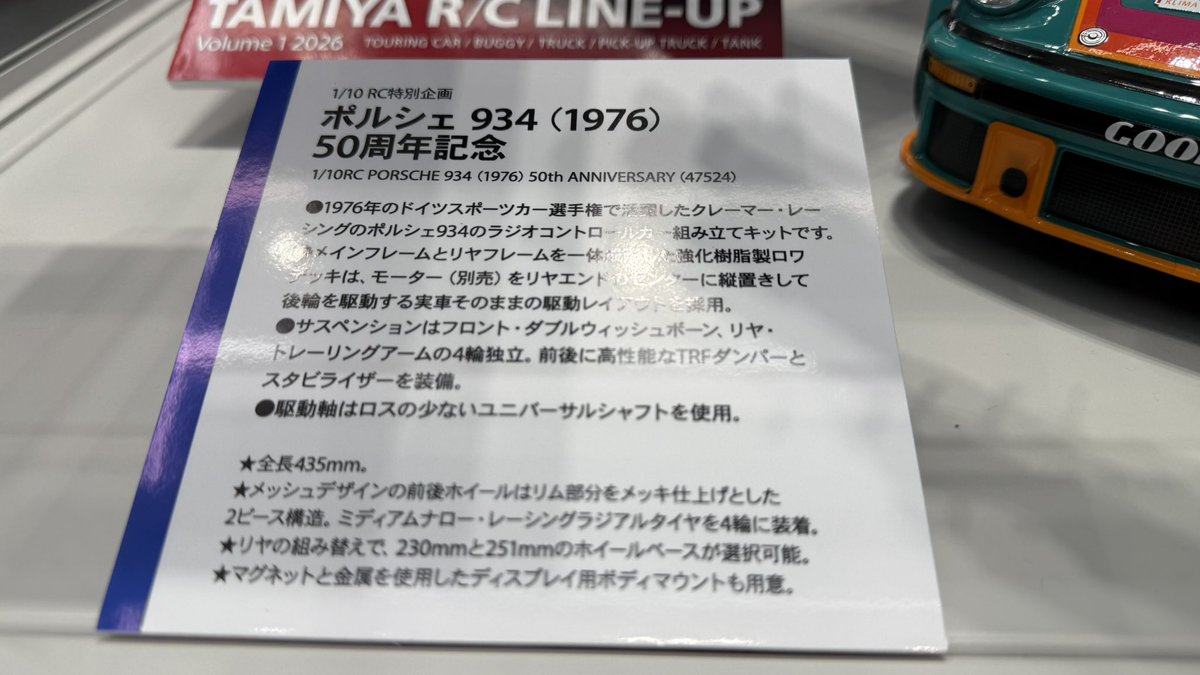 TAMIYA R/C LINE-UP
Volume 1 2026 TOURING CAR / BUGGY / TRUCK / PICK-UP TRUCK / TANK
GOO
1/10 RC特別企画
ポルシェ 934（1976）
50周年記念
1/10RC PORSCHE 934（1976）50th ANNIVERSARY（47524）
●1976年のドイツスポーツカー選手権で活躍したクレーマー・レー
シングのポルシェ934のラジオコントロールカー組み立てキットです。
●メインフレームとリヤフレームを一体 強化樹脂製ロワ
デッキは、モーター（別売）をリヤエンド に縦置きして
後輪を駆動する実車そのままの駆動レイアウトを採用。
●サスペンションはフロント・ダブルウィッシュボーン、リヤ・
トレーリングアームの4輪独立。前後に高性能なTRFダンパーと
スタビライザーを装備。
●駆動軸はロスの少ないユニバーサルシャフトを使用。
★全長435mm。
★メッシュデザインの前後ホイールはリム部分をメッキ仕上げとした
2ピース構造。ミディアムナロー・レーシングラジアルタイヤを4輪に装着。
★リヤの組み替えで、230mmと251mmのホイールベースが選択可能。
★マグネットと金属を使用したディスプレイ用ボディマウントも用意。